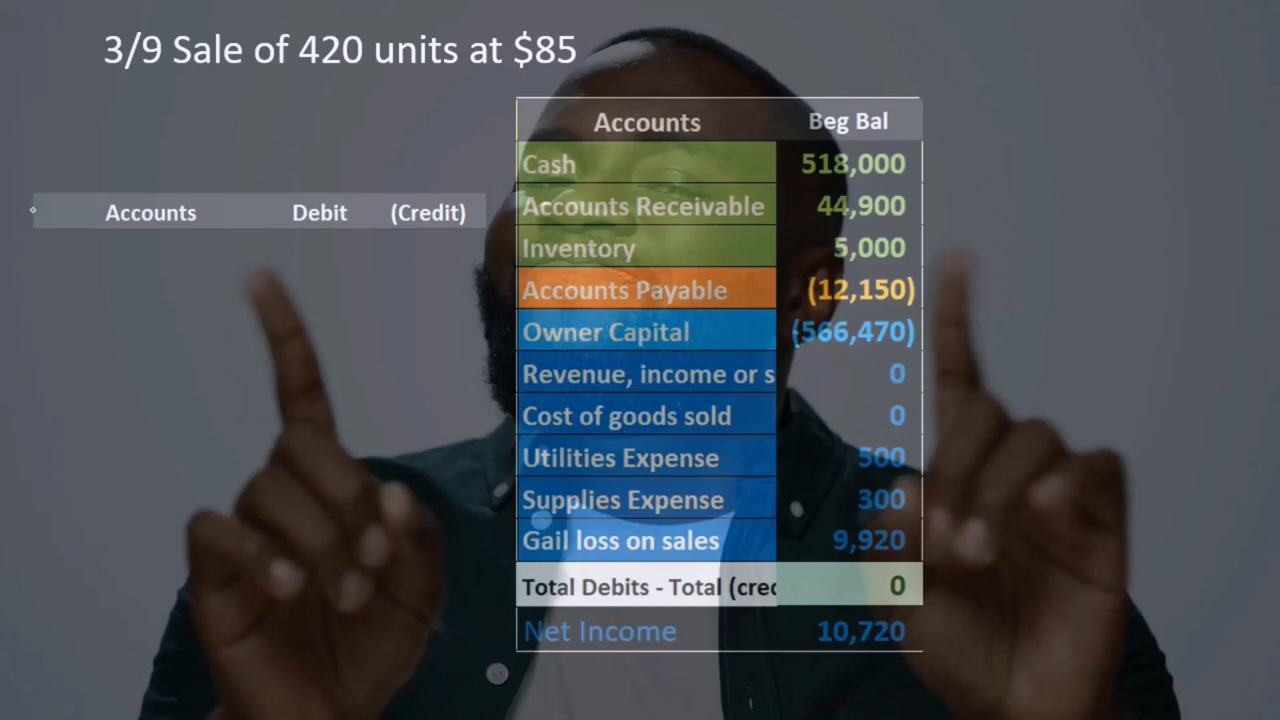 3/9 Sale of 420 units at $85
Accounts Debit (Credit)
Accounts Beg Bal
Cash 518,000
Accounts Receivable 44,900
Inventory 5,000
Accounts Payable (12,150)
Owner Capital (566,470)
Revenue, income or s 0
Cost of goods sold 0
Utilities Expense 500
Supplies Expense 300
Gail loss on sales 9,920
Total Debits - Total (cred 0
Net Income 10,720